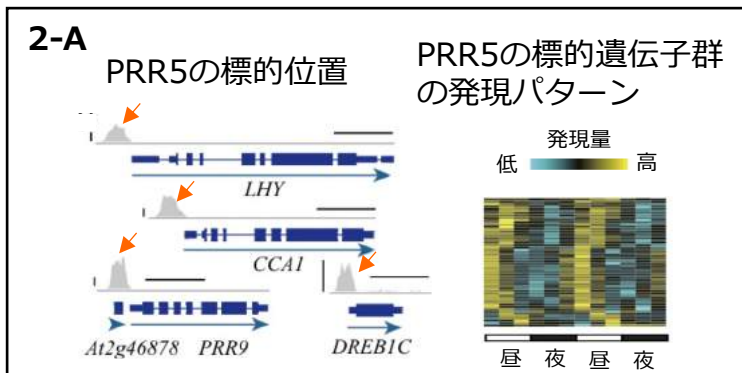 2-A
PRR5の標的位置
PRR5の標的遺伝子群
の発現パターン
発現量
低
高
LHY
CCA1
At2g46878
PRR9
DREB1C
昼
夜
昼
夜